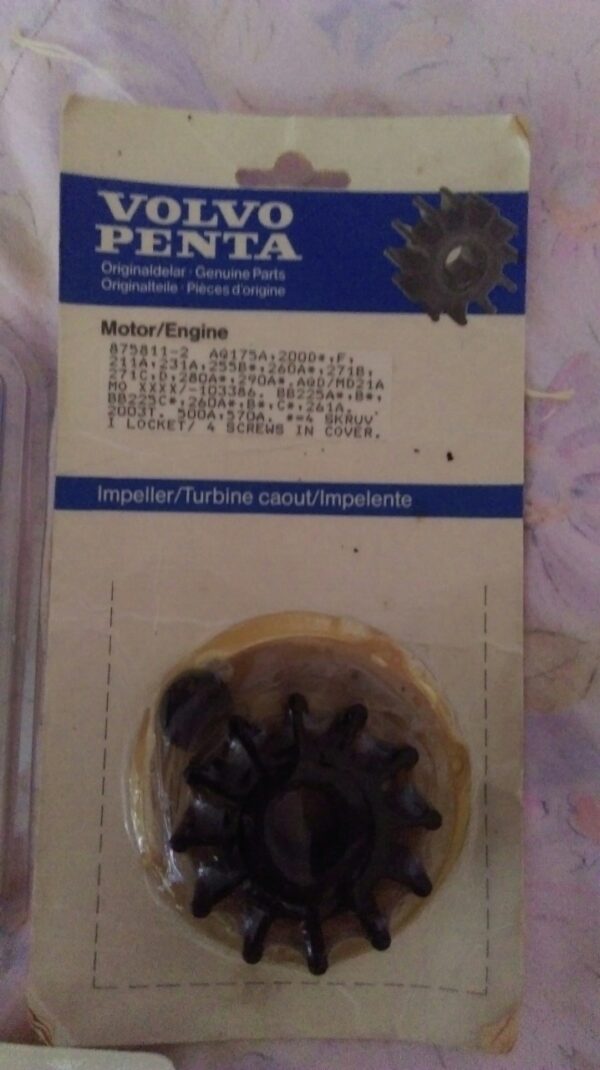 VOLVO
PENTA
Originaldelar · Genuine Parts
Originalteile · Pièces d'origine
Motor/Engine
875811-2 AQ175A,200D*,F,
211A,231A,255B*,260A*,271B,
271C,D,280A*,290A*,AQD/MD21A
MO XXXX/-103386. BB225A*,B*,
BB225C*,260A*,B*,C*,261A.
2003T. 500A,570A. *=4 SKRUV
I LOCKET/ 4 SCREWS IN COVER.
Impeller/Turbine caout/Impelente